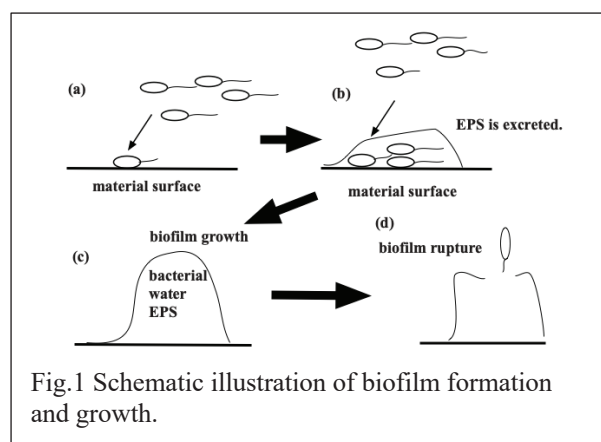 (a)
material surface
(b)
EPS is excreted.
material surface
(c)
biofilm growth
bacterial
water
EPS
(d)
biofilm rupture
Fig.1 Schematic illustration of biofilm formation
and growth.